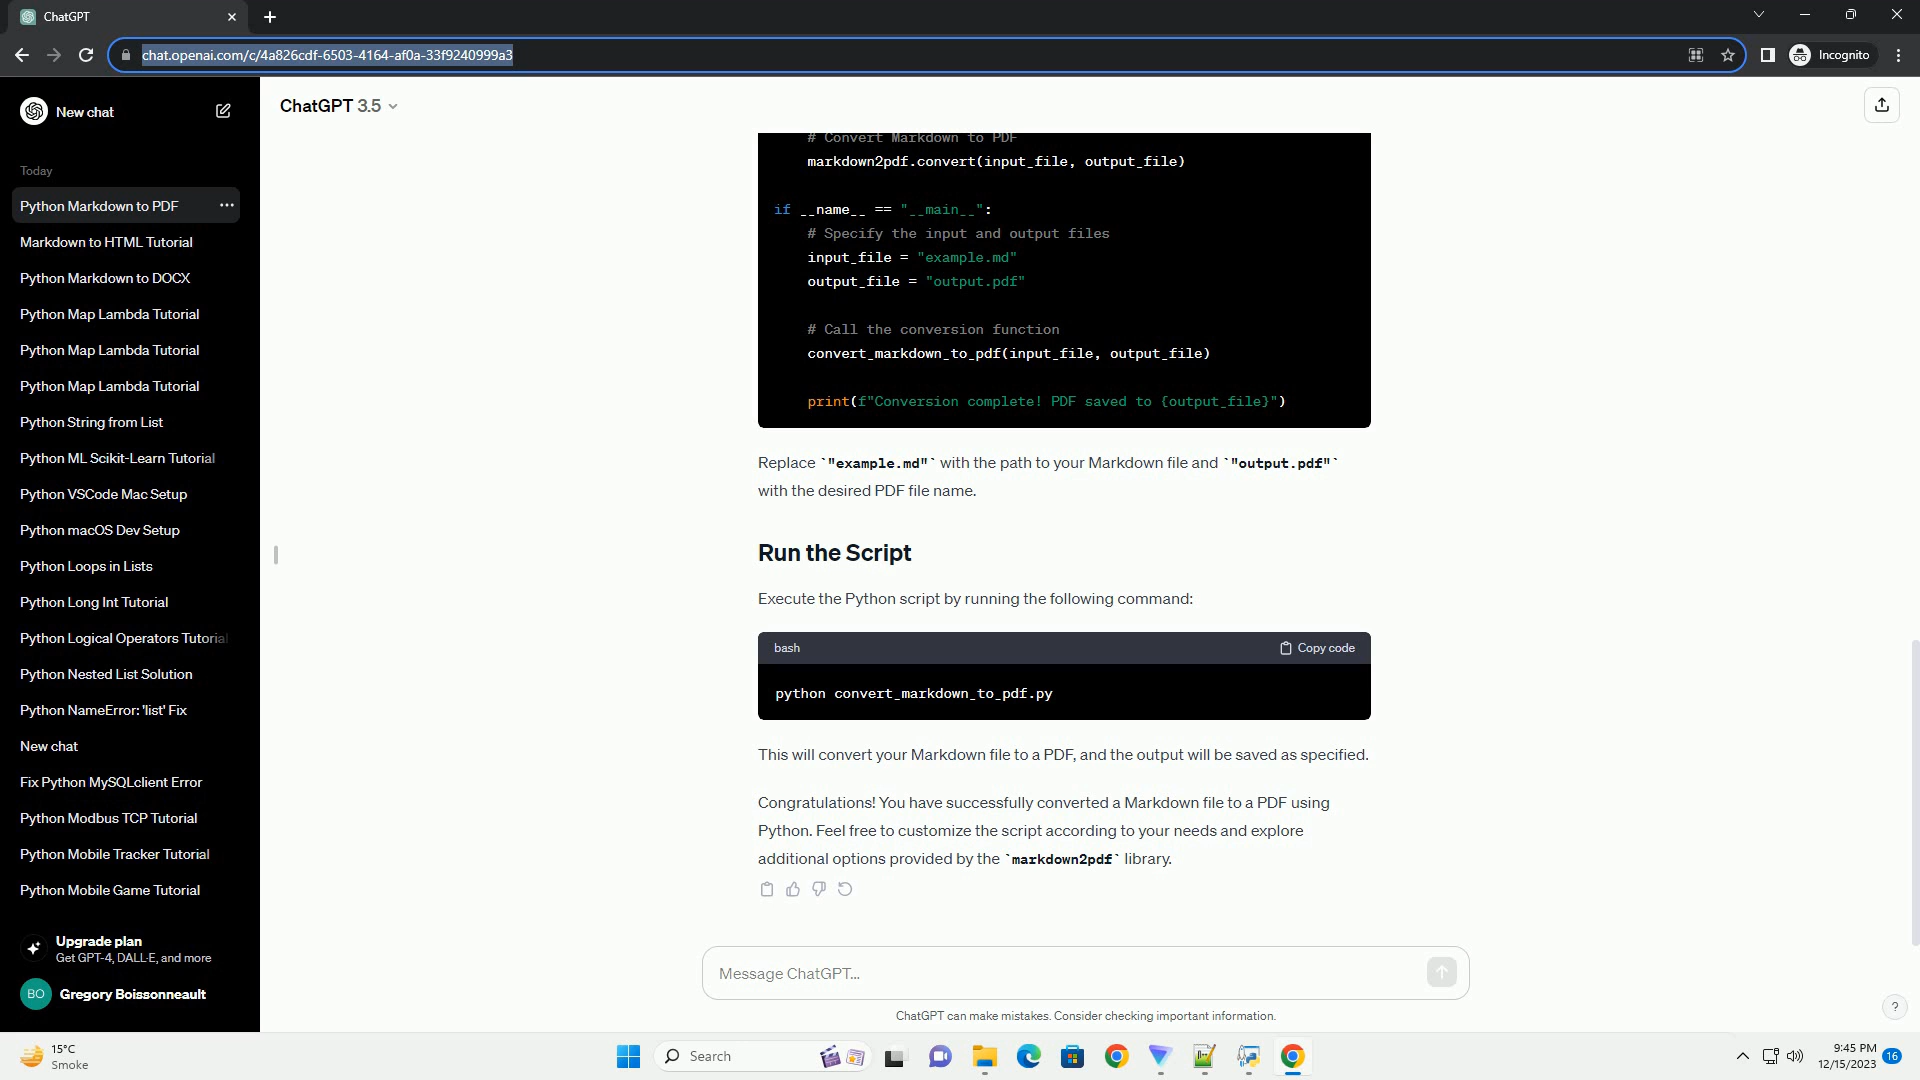 ChatGPT
chat.openai.com/c/4a826cdf-6503-4164-af0a-33f9240999a3
Incognito
New chat
Today
Python Markdown to PDF
Markdown to HTML Tutorial
Python Markdown to DOCX
Python Map Lambda Tutorial
Python Map Lambda Tutorial
Python Map Lambda Tutorial
Python String from List
Python ML Scikit-Learn Tutorial
Python VSCode Mac Setup
Python macOS Dev Setup
Python Loops in Lists
Python Long Int Tutorial
Python Logical Operators Tutorial
Python Nested List Solution
Python NameError: 'list' Fix
New chat
Fix Python MySQLclient Error
Python Modbus TCP Tutorial
Python Mobile Tracker Tutorial
Python Mobile Game Tutorial
Upgrade plan
Get GPT-4, DALL·E, and more
BO
Gregory Boissonneault
ChatGPT 3.5
# Convert Markdown to PDF
markdown2pdf.convert(input_file, output_file)
if __name__ == "__main__":
# Specify the input and output files
input_file = "example.md"
output_file = "output.pdf"
# Call the conversion function
convert_markdown_to_pdf(input_file, output_file)
print(f"Conversion complete! PDF saved to {output_file}")
Replace `"example.md"` with the path to your Markdown file and `"output.pdf"`
with the desired PDF file name.
Run the Script
Execute the Python script by running the following command:
bash
Copy code
python convert_markdown_to_pdf.py
This will convert your Markdown file to a PDF, and the output will be saved as specified.
Congratulations! You have successfully converted a Markdown file to a PDF using
Python. Feel free to customize the script according to your needs and explore
additional options provided by the `markdown2pdf` library.
Message ChatGPT...
ChatGPT can make mistakes. Consider checking important information.
?
15°C
Smoke
Search
9:45 PM
12/15/2023
16